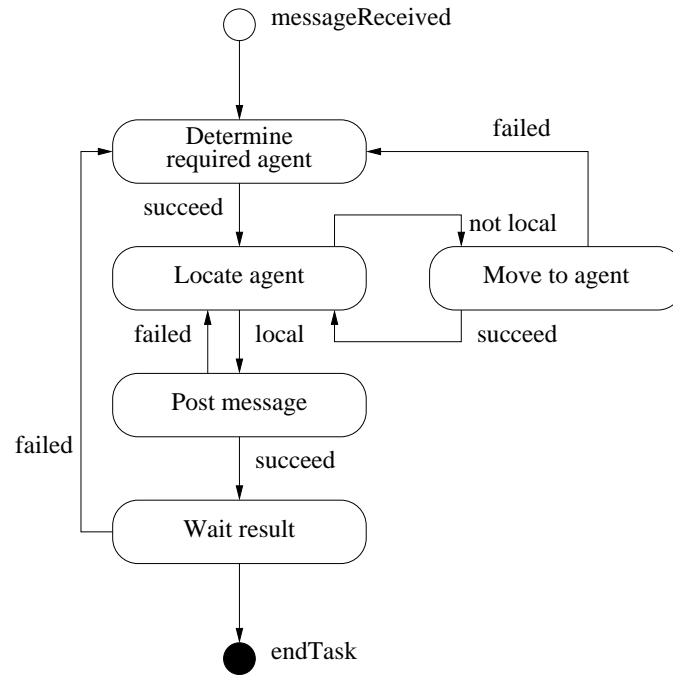 messageReceived
Determine
required agent
failed
succeed
not local
Locate agent
Move to agent
failed
local
succeed
Post message
failed
succeed
Wait result
endTask